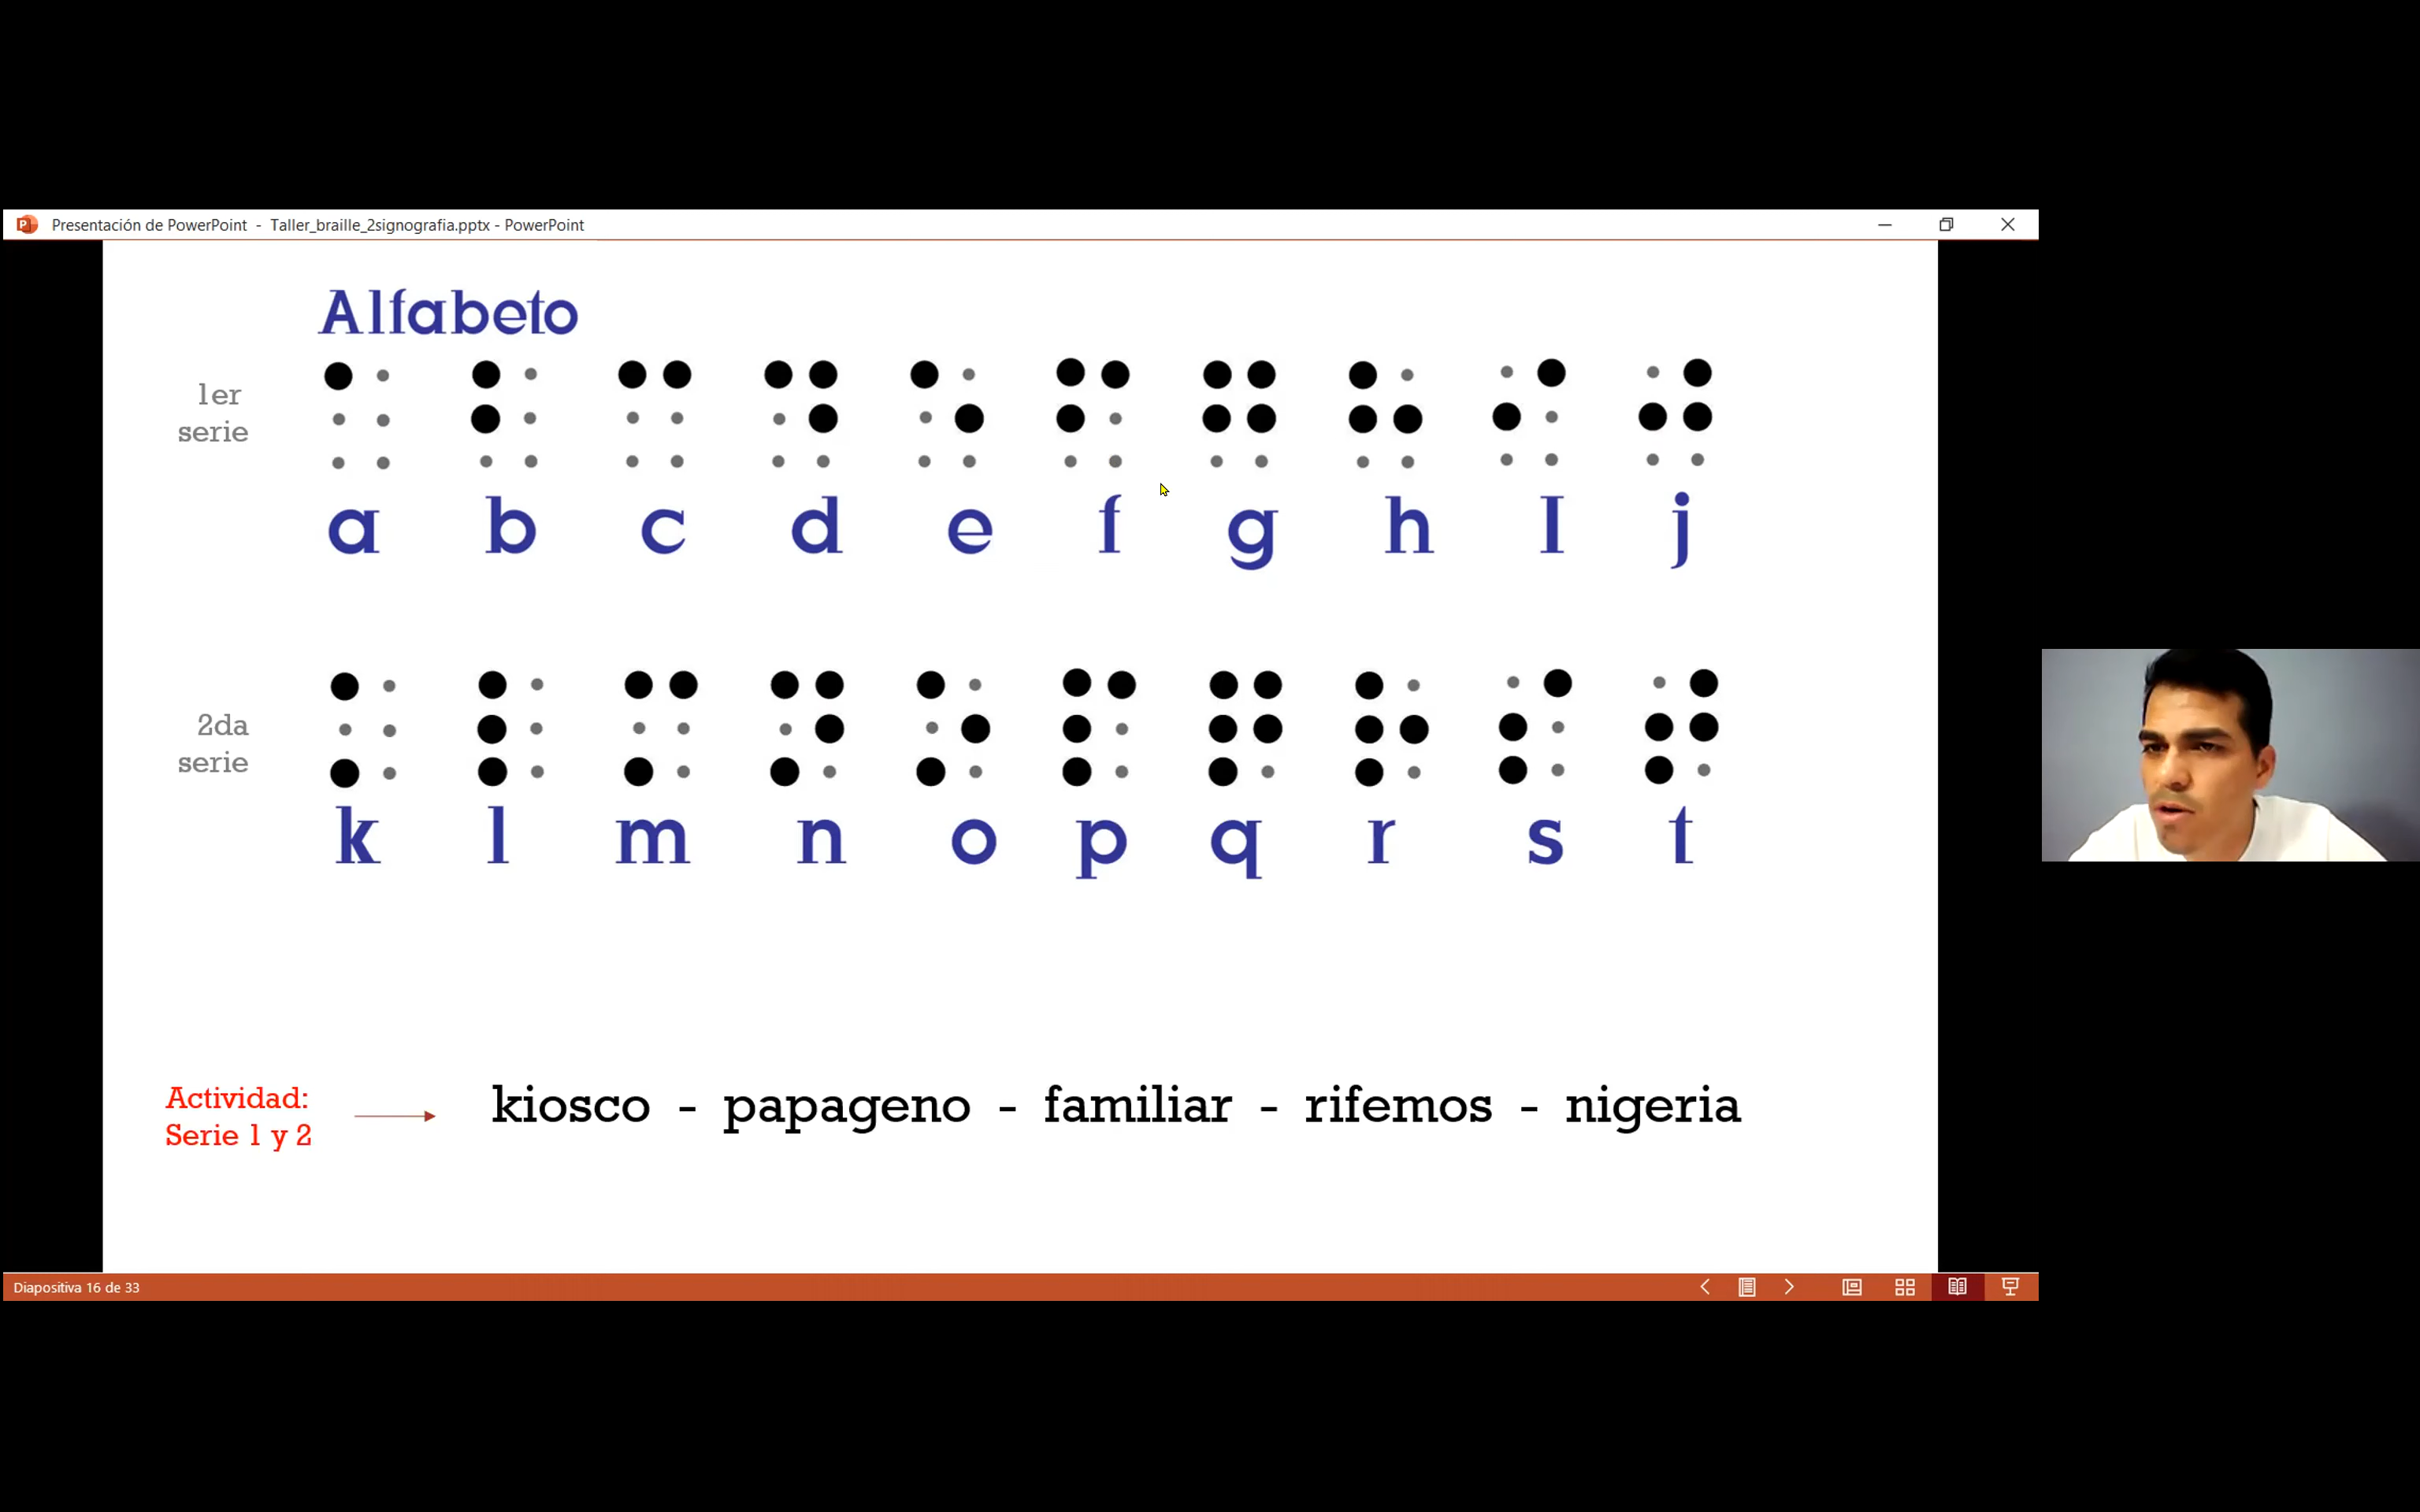 Presentación de PowerPoint - Taller_braille_2signografia.pptx - PowerPoint
Alfabeto
1er
serie
a b c d e f g h I j
2da
serie
k l m n o p q r s t
Actividad:
Serie 1 y 2
kiosco - papageno - familiar - rifemos - nigeria
Diapositiva 16 de 33